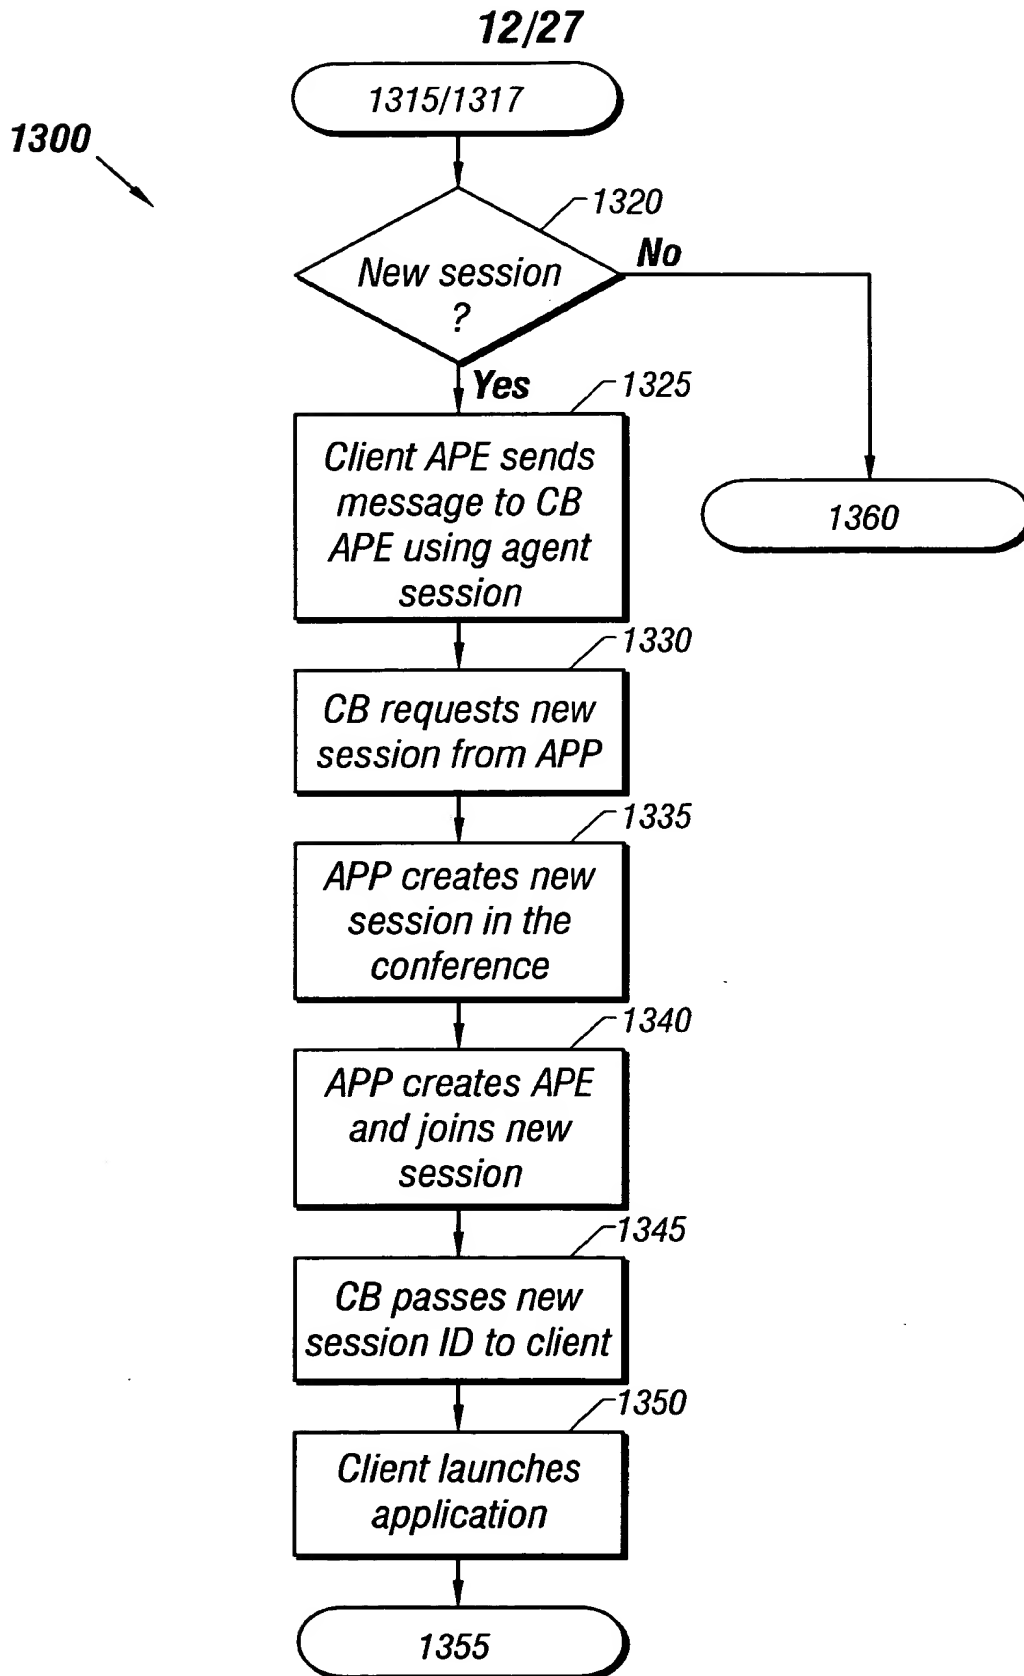 12/27
1315/1317
1300
1320
New session
?
No
Yes
1325
Client APE sends
message to CB
APE using agent
session
1360
1330
CB requests new
session from APP
1335
APP creates new
session in the
conference
1340
APP creates APE
and joins new
session
1345
CB passes new
session ID to client
1350
Client launches
application
1355